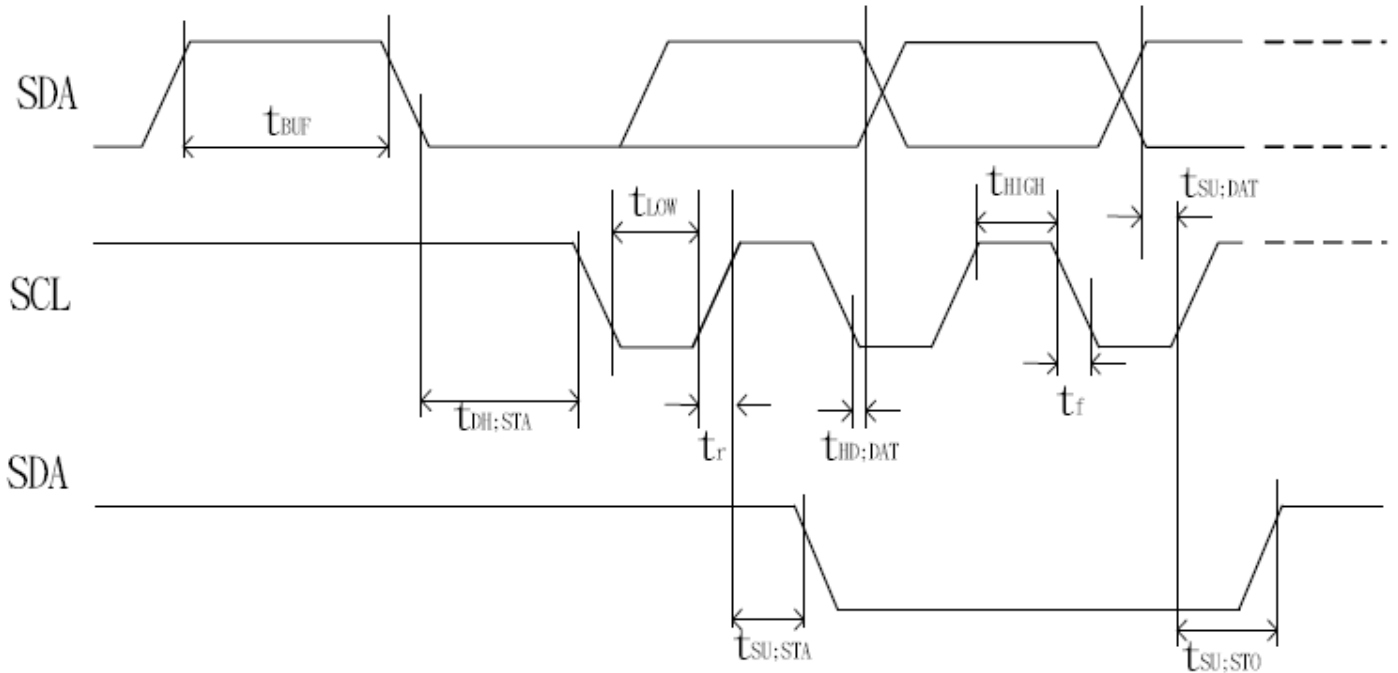 SDA
tBUF
tLOW
tHIGH
tSU;DAT
SCL
tDH;STA
tr
tHD;DAT
tf
SDA
tSU;STA
tSU;STO